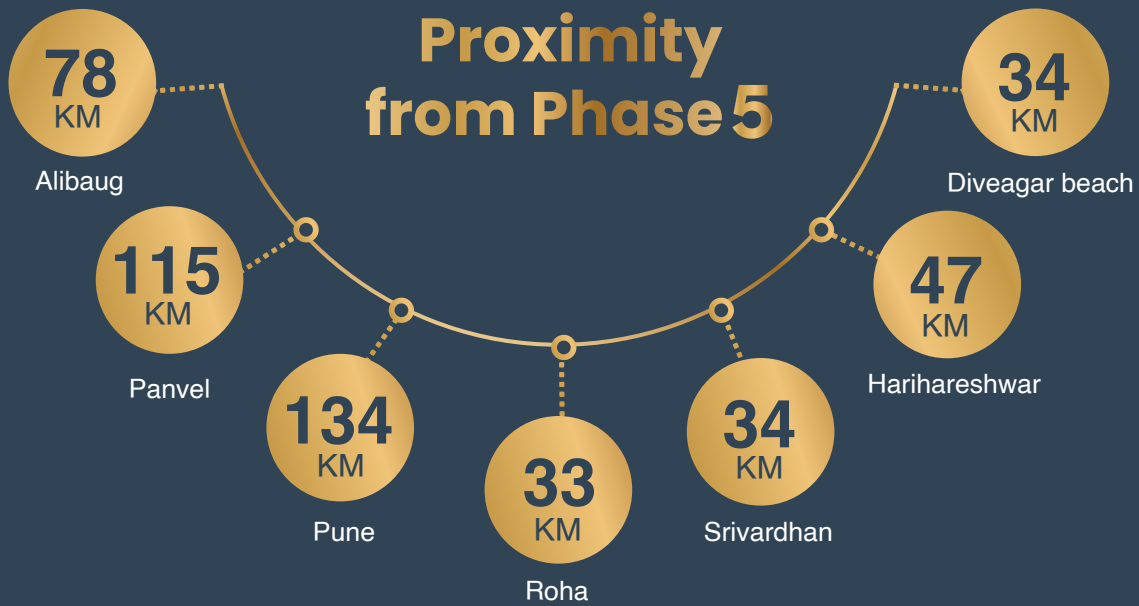 Proximity
from Phase 5
78
KM
Alibaug
115
KM
Panvel
134
KM
Pune
33
KM
Roha
34
KM
Srivardhan
47
KM
Harihareshwar
34
KM
Diveagar beach